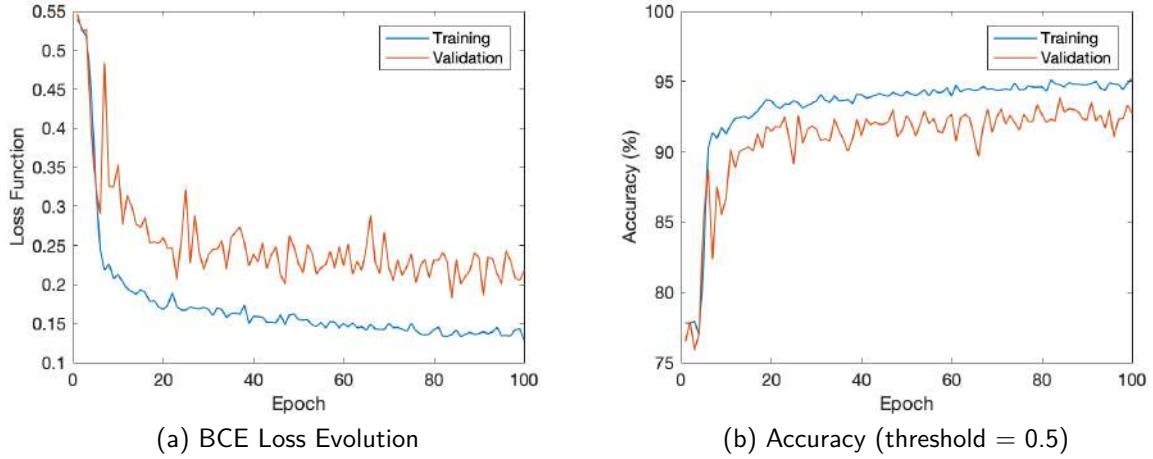 0.55
0.5
0.45
0.4
0.35
0.3
0.25
0.2
0.15
0.1
0 20 40 60 80 100
Loss Function
Epoch
Training
Validation
(a) BCE Loss Evolution
100
95
90
85
80
75
0 20 40 60 80 100
Accuracy (%)
Epoch
Training
Validation
(b) Accuracy (threshold = 0.5)